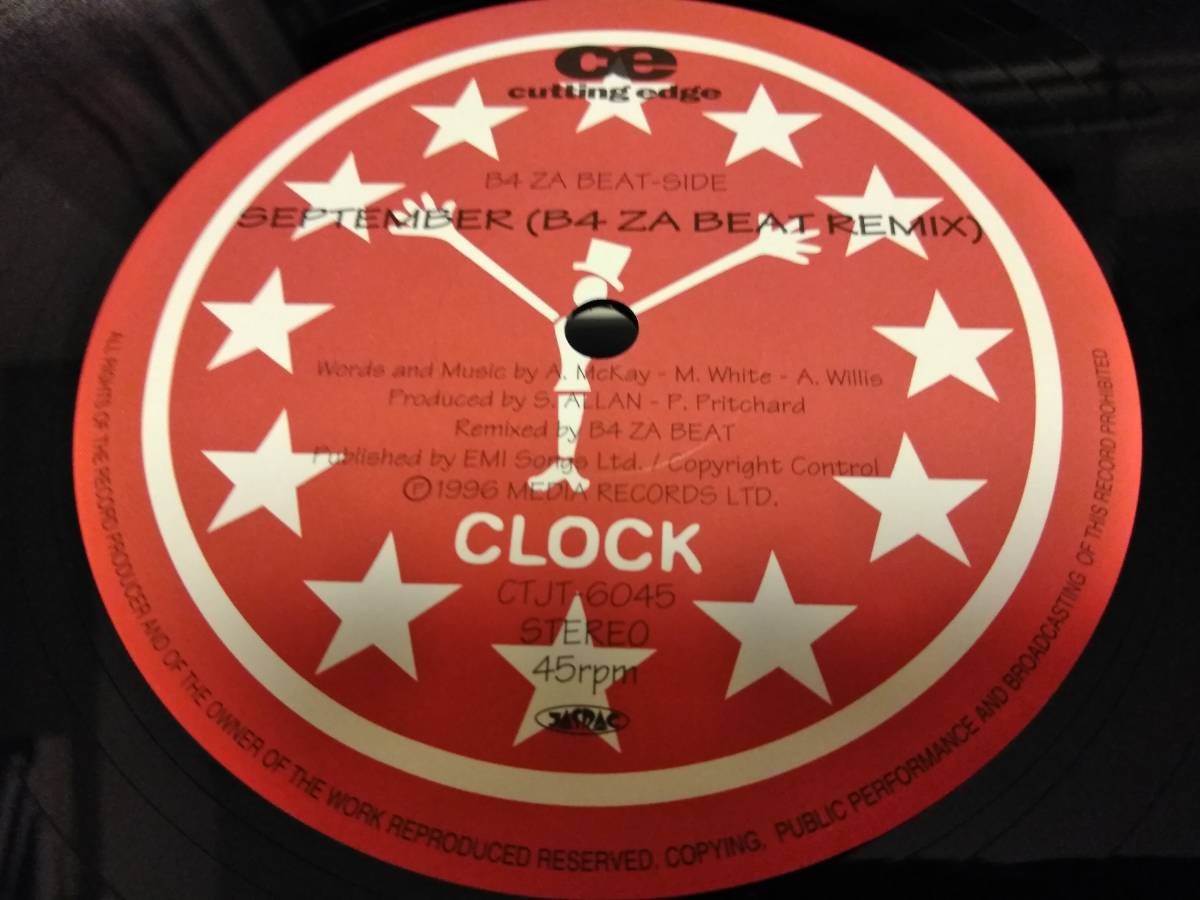 ce
cutting edge
B4 ZA BEAT-SIDE
SEPTEMBER (B4 ZA BEAT REMIX)
Words and Music by A. McKay - M. White - A. Willis
Produced by S. ALLAN - P. Pritchard
Remixed by B4 ZA BEAT
Published by EMI Songs Ltd. / Copyright Control
Ⓟ1996 MEDIA RECORDS LTD.
CLOCK
CTJT-6045
STEREO
45rpm
JASRAC
ALL RIGHTS OF THE RECORD PRODUCER AND OF THE OWNER OF THE WORK REPRODUCED RESERVED. COPYING, PUBLIC PERFORMANCE AND BROADCASTING OF THIS RECORD PROHIBITED